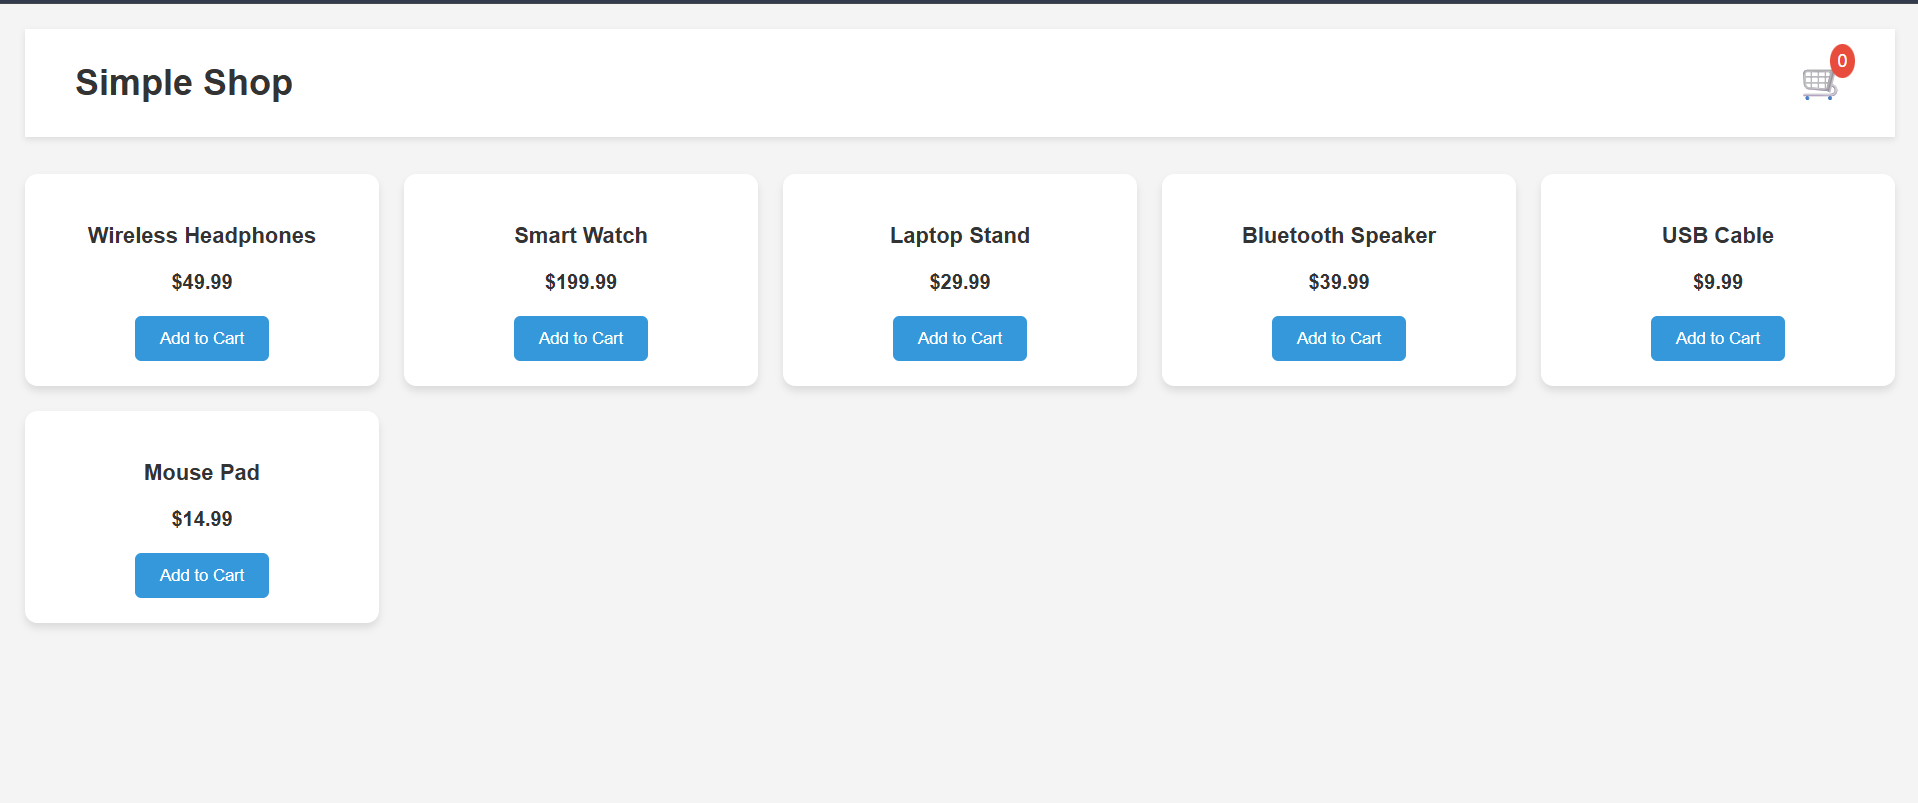 Simple Shop
0
Wireless Headphones
$49.99
Add to Cart
Smart Watch
$199.99
Add to Cart
Laptop Stand
$29.99
Add to Cart
Bluetooth Speaker
$39.99
Add to Cart
USB Cable
$9.99
Add to Cart
Mouse Pad
$14.99
Add to Cart